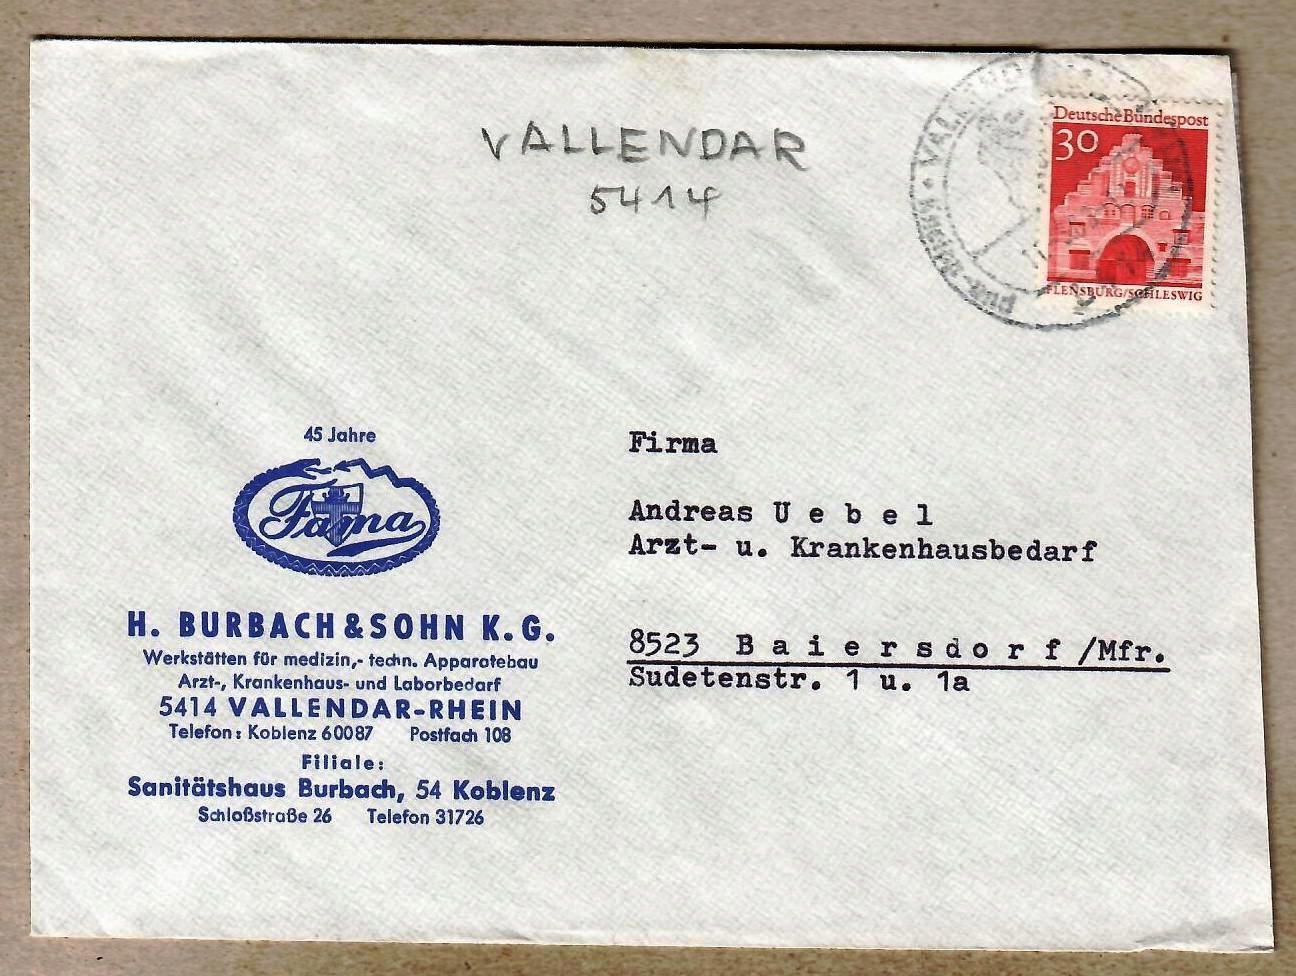 VALLENDAR
5414
VALLENDAR
Deutsche Bundespost
30
FLENSBURG/SCHLESWIG
45 Jahre
Fama
H. BURBACH & SOHN K. G.
Werkstätten für medizin,- techn. Apparatebau
Arzt-, Krankenhaus- und Laborbedarf
5414 VALLENDAR-RHEIN
Telefon: Koblenz 60087 Postfach 108
Filiale:
Sanitätshaus Burbach, 54 Koblenz
Schloßstraße 26 Telefon 31726
Firma
Andreas U e b e l
Arzt- u. Krankenhausbedarf
8523 B a i e r s d o r f /Mfr.
Sudetenstr. 1 u. 1a